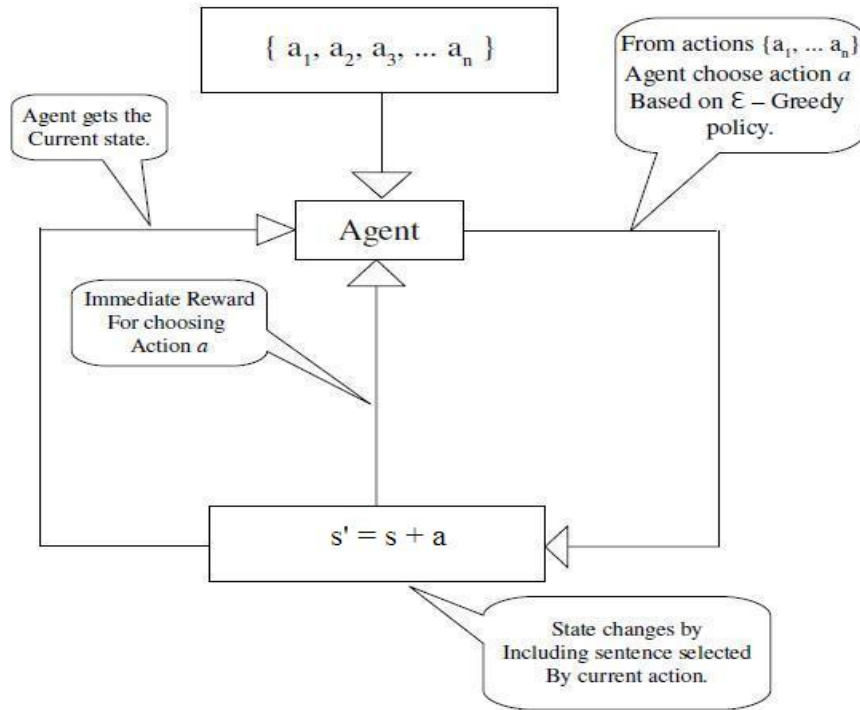 { a₁, a₂, a₃, ... aₙ }
From actions {a₁, ... aₙ}
Agent choose action a
Based on Ɛ – Greedy
policy.
Agent gets the
Current state.
Agent
Immediate Reward
For choosing
Action a
s' = s + a
State changes by
Including sentence selected
By current action.